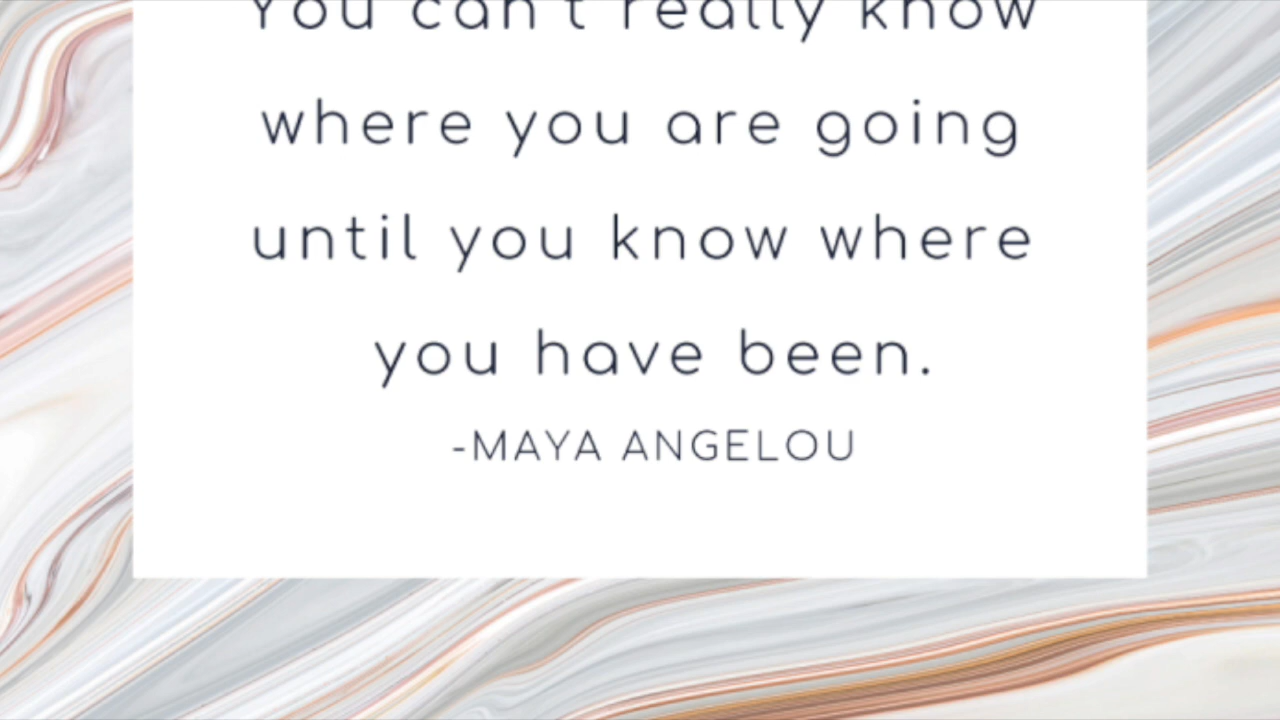 You can't really know
where you are going
until you know where
you have been.
-MAYA ANGELOU